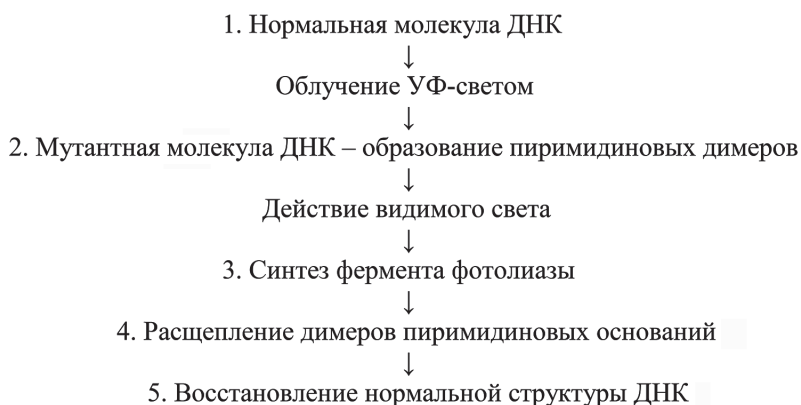 1. Нормальная молекула ДНК
↓
Облучение УФ-светом
↓
2. Мутантная молекула ДНК – образование пиримидиновых димеров
↓
Действие видимого света
↓
3. Синтез фермента фотолиазы
↓
4. Расщепление димеров пиримидиновых оснований
↓
5. Восстановление нормальной структуры ДНК